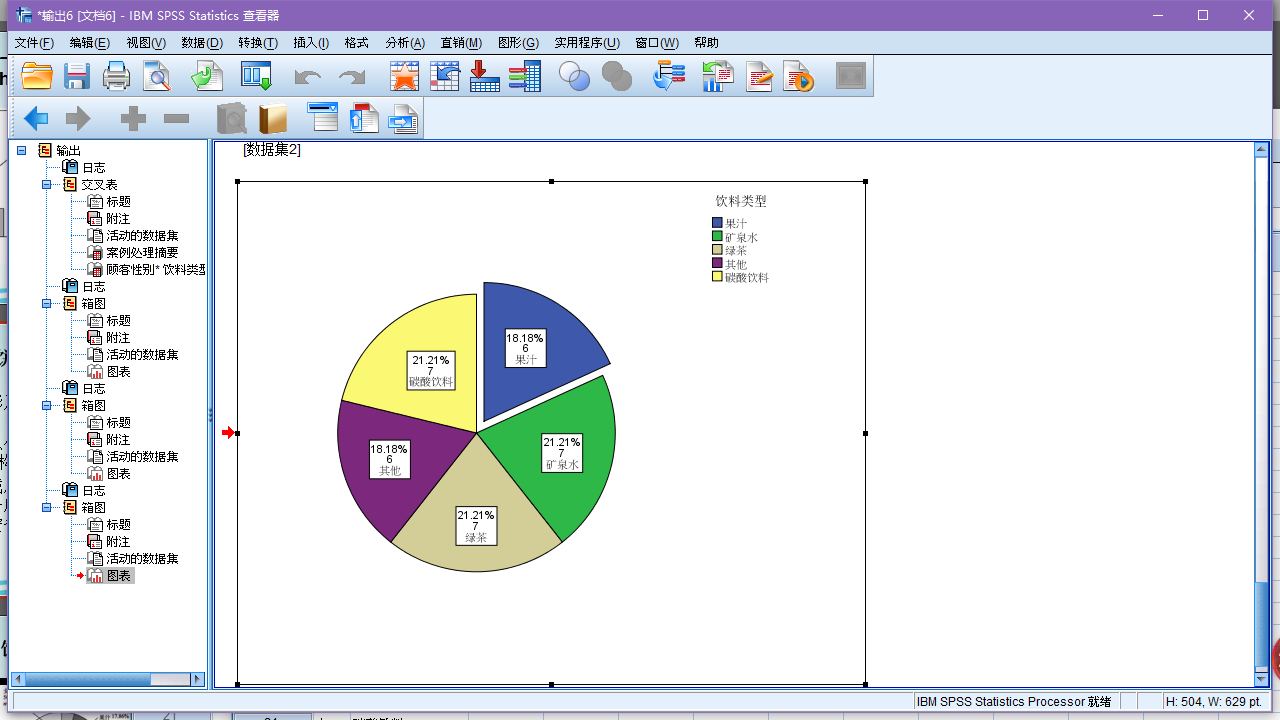 *输出6 [文档6] - IBM SPSS Statistics 查看器
文件(F) 编辑(E) 视图(V) 数据(D) 转换(T) 插入(I) 格式 分析(A) 直销(M) 图形(G) 实用程序(U) 窗口(W) 帮助
输出
日志
交叉表
标题
附注
活动的数据集
案例处理摘要
顾客性别* 饮料类型
日志
箱图
标题
附注
活动的数据集
图表
日志
箱图
标题
附注
活动的数据集
图表
日志
箱图
标题
附注
活动的数据集
图表
[数据集2]
饮料类型
果汁
矿泉水
绿茶
其他
碳酸饮料
18.18%
6
果汁
21.21%
7
碳酸饮料
21.21%
7
矿泉水
18.18%
6
其他
21.21%
7
绿茶
IBM SPSS Statistics Processor 就绪
H: 504, W: 629 pt.